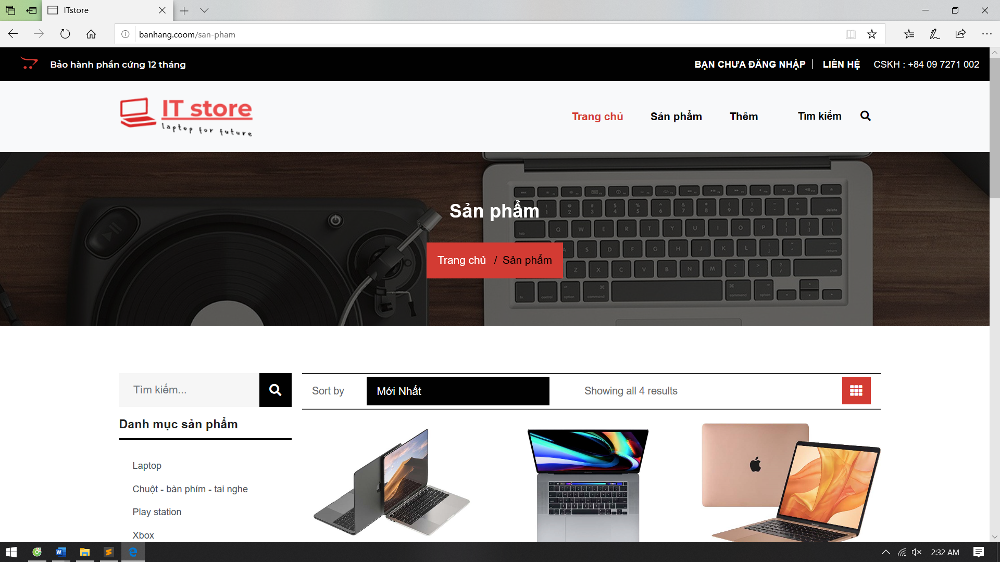 ITstore
banhang.coom/san-pham
Bảo hành phần cứng 12 tháng
BẠN CHƯA ĐĂNG NHẬP | LIÊN HỆ CSKH : +84 09 7271 002
IT store
laptop for future
Trang chủ Sản phẩm Thêm Tìm kiếm
Sản phẩm
Trang chủ / Sản phẩm
Tìm kiếm...
Sort by Mới Nhất Showing all 4 results
Danh mục sản phẩm
Laptop
Chuột - bàn phím - tai nghe
Play station
Xbox
2:32 AM